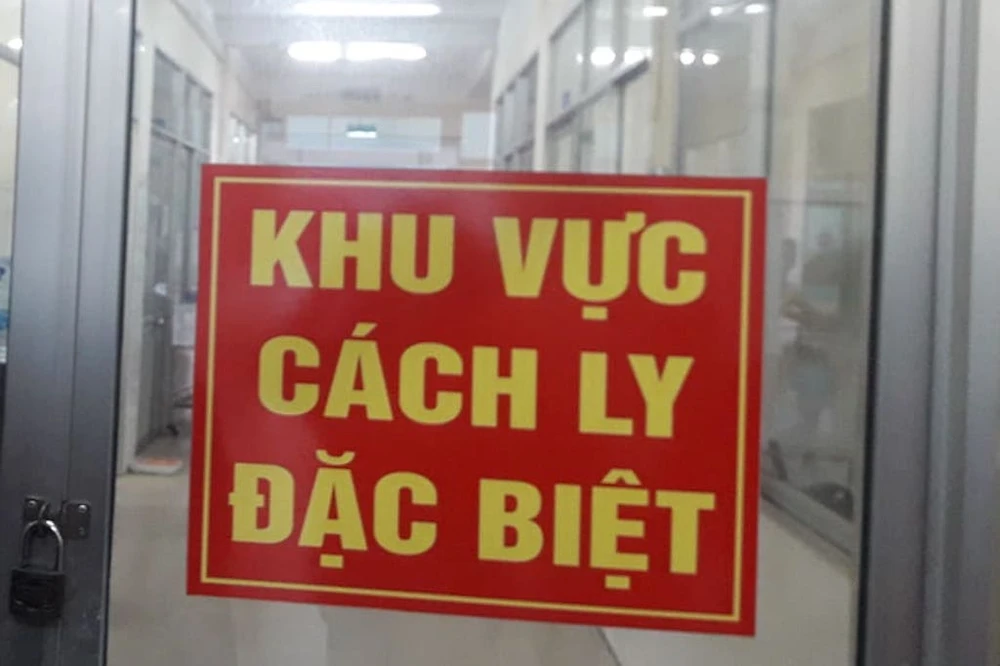 KHU VỰC
CÁCH LY
ĐẶC BIỆT